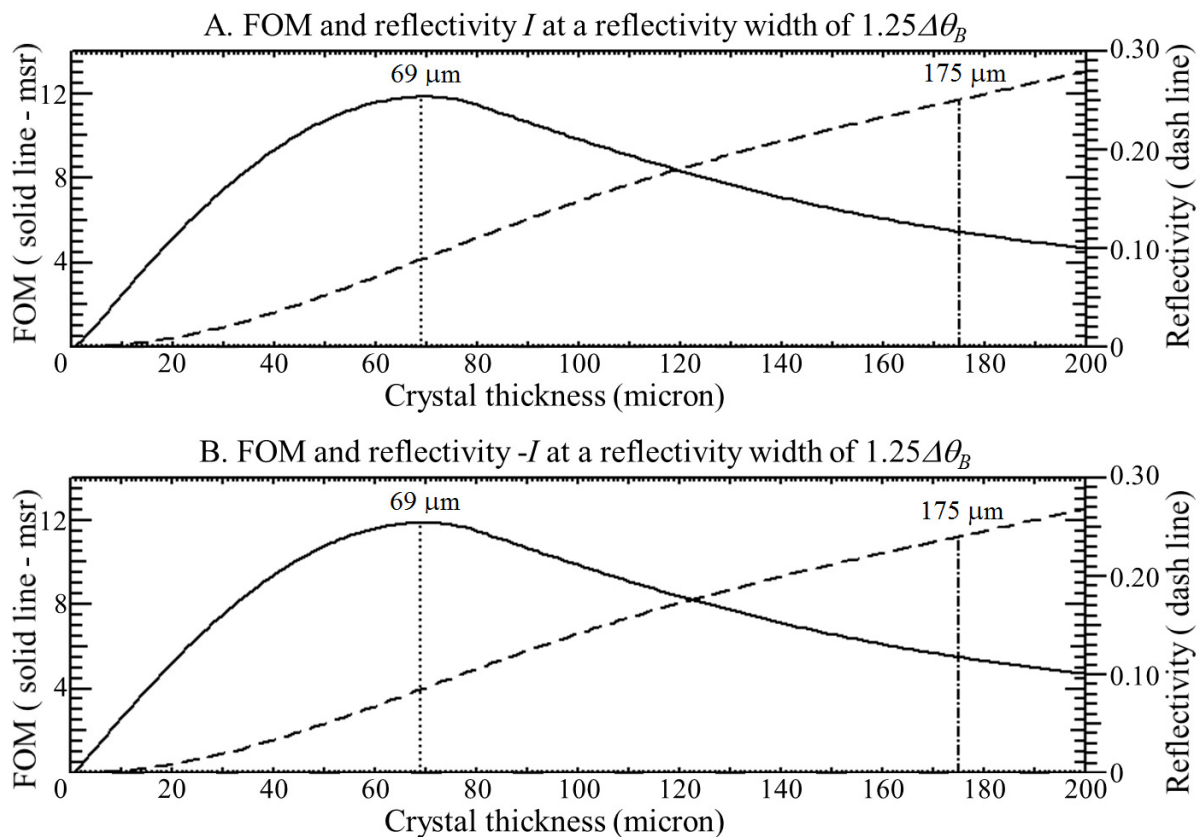 A. FOM and reflectivity I at a reflectivity width of 1.25Δθ_B
69 µm
175 µm
FOM ( solid line - msr)
12
8
4
0
0.30
0.20
0.10
0
Reflectivity ( dash line)
0 20 40 60 80 100 120 140 160 180 200
Crystal thickness (micron)
B. FOM and reflectivity -I at a reflectivity width of 1.25Δθ_B
69 µm
175 µm
FOM ( solid line - msr)
12
8
4
0.30
0.20
0.10
0
Reflectivity ( dash line)
0 20 40 60 80 100 120 140 160 180 200
Crystal thickness (micron)